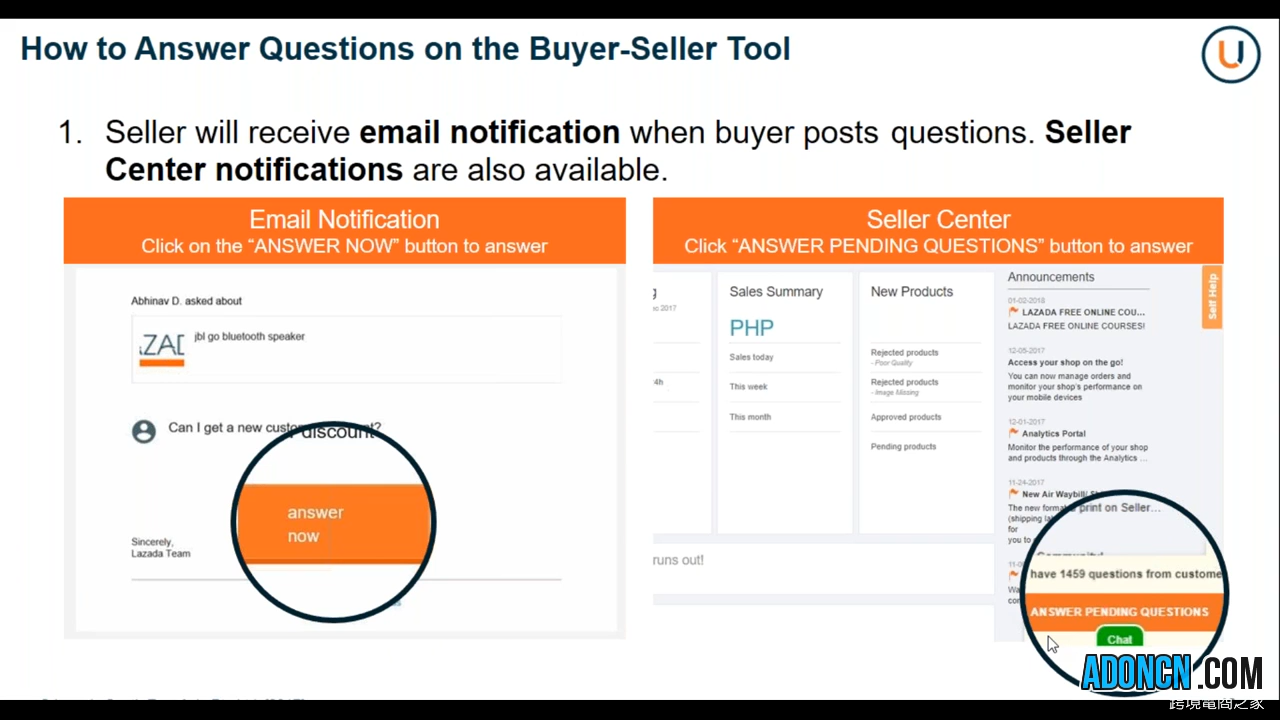 How to Answer Questions on the Buyer-Seller Tool
U
1. Seller will receive email notification when buyer posts questions. Seller
Center notifications are also available.
Email Notification
Click on the “ANSWER NOW” button to answer
Abhinav D. asked about
jbl go bluetooth speaker
Can I get a new
discount?
answer
now
Sincerely,
Lazada Team
Seller Center
Click “ANSWER PENDING QUESTIONS” button to answer
Sales Summary
PHP
Sales today
This week
This month
New Products
Rejected products
- Poor Quality
Rejected products
- Image Missing
Approved products
Pending products
runs out!
Announcements
01-02-2018
LAZADA FREE ONLINE COU...
LAZADA FREE ONLINE COURSES!
12-05-2017
Access your shop on the go!
You can now manage orders and
monitor your shop's performance on
your mobile devices
12-01-2017
Analytics Portal
Monitor the performance of your shop
and products through the Analytics ...
11-24-2017
New Air Waybill/
The new
print on Seller...
(shipping
for
you to
have 1459 questions from custome
ANSWER PENDING QUESTIONS
Chat
Self Help
ADONCN.COM
跨境電商之家